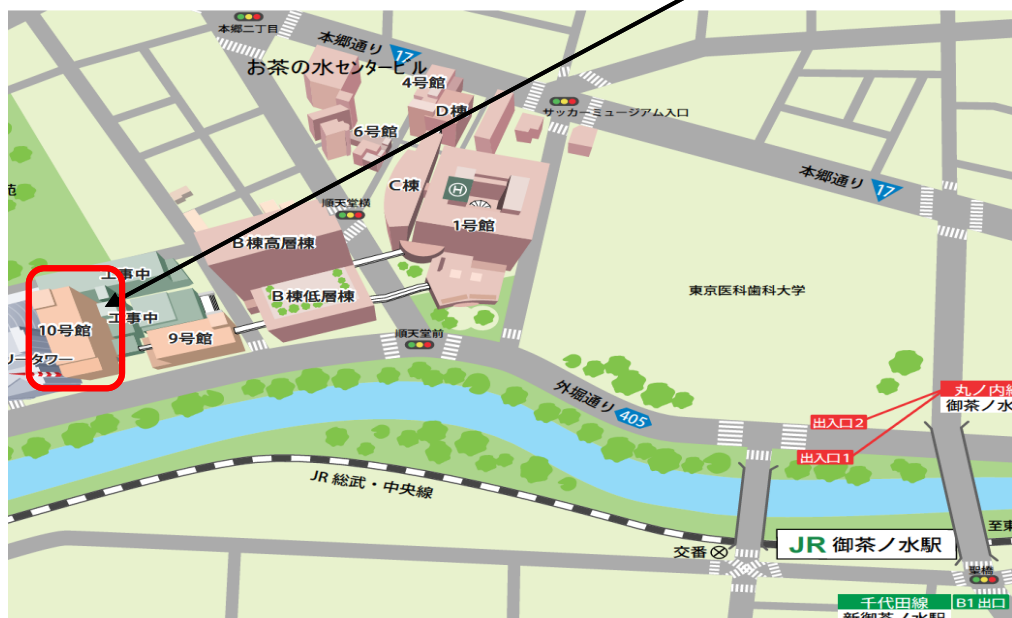 本郷二丁目
本郷通り 17
お茶の水センタービル
4号館
D棟
サッカーミュージアム入口
6号館
C棟
本郷通り 17
順天堂横
H
1号館
苑
B棟高層棟
工事中
B棟低層棟
東京医科歯科大学
工事中
10号館
9号館
順天堂前
リータワー
外堀通り 405
丸ノ内線
御茶ノ水
出入口2
出入口1
JR 総武・中央線
至東
交番
JR 御茶ノ水駅
聖橋
千代田線 B1出口
新御茶ノ水駅